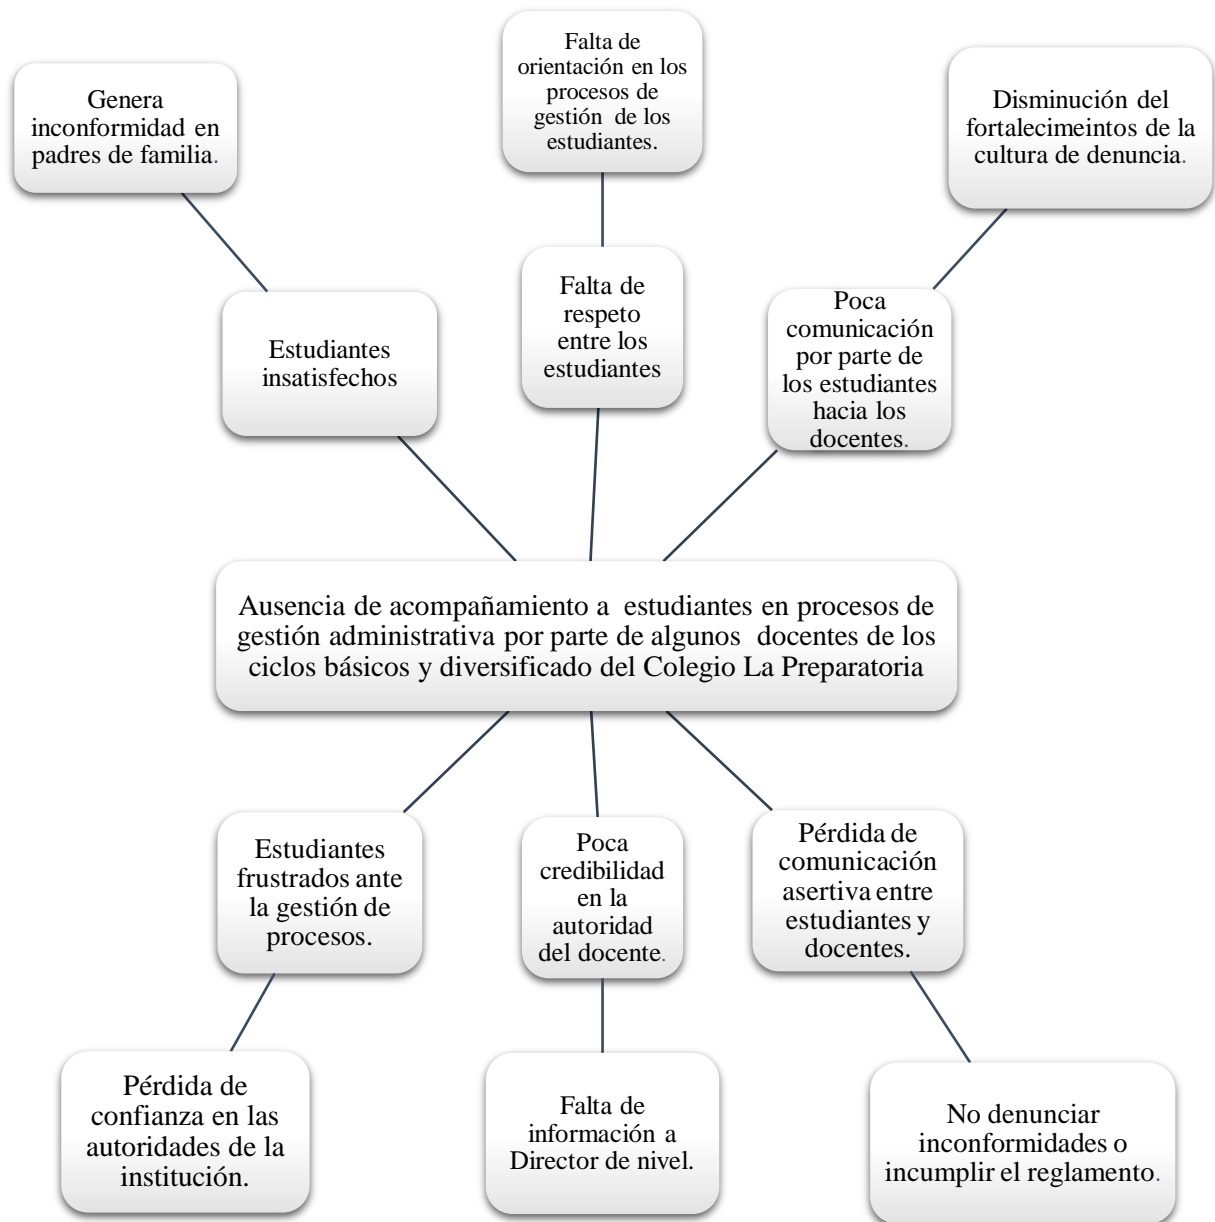 Genera
inconformidad en
padres de familia.
Falta de
orientación en los
procesos de
gestión de los
estudiantes.
Disminución del
fortalecimeintos de la
cultura de denuncia.
Estudiantes
insatisfechos
Falta de
respeto
entre los
estudiantes
Poca
comunicación
por parte de
los estudiantes
hacia los
docentes.
Ausencia de acompañamiento a estudiantes en procesos de
gestión administrativa por parte de algunos docentes de los
ciclos básicos y diversificado del Colegio La Preparatoria
Estudiantes
frustrados ante
la gestión de
procesos.
Poca
credibilidad
en la
autoridad
del docente.
Pérdida de
comunicación
asertiva entre
estudiantes y
docentes.
Pérdida de
confianza en las
autoridades de la
institución.
Falta de
información a
Director de nivel.
No denunciar
inconformidades o
incumplir el reglamento.